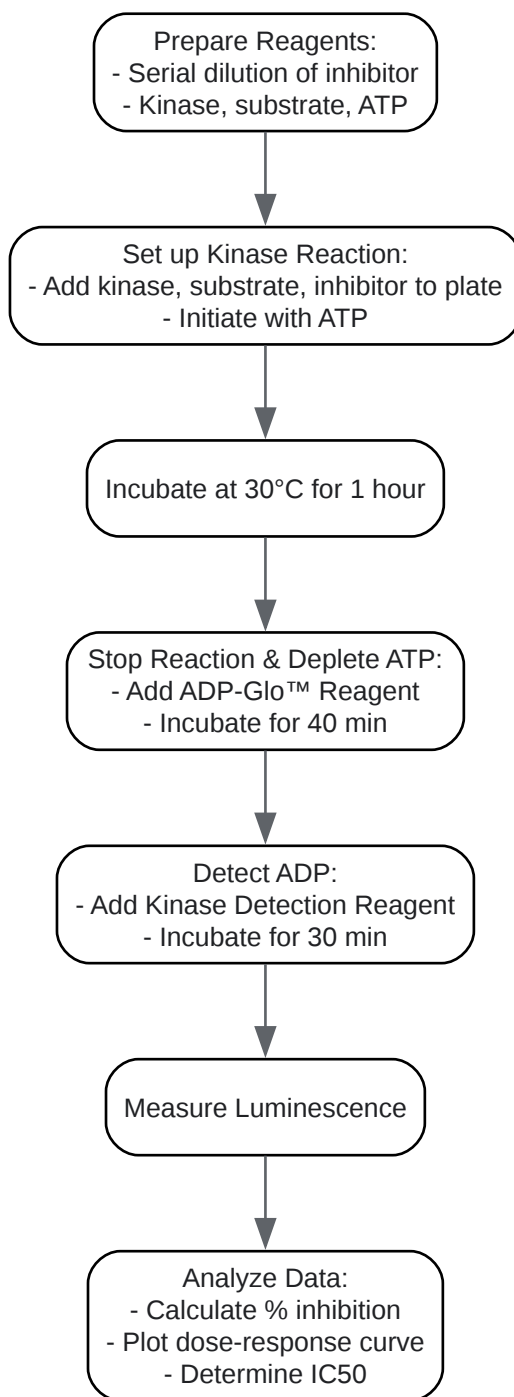 Prepare Reagents:
- Serial dilution of inhibitor
- Kinase, substrate, ATP
Set up Kinase Reaction:
- Add kinase, substrate, inhibitor to plate
- Initiate with ATP
Incubate at 30°C for 1 hour
Stop Reaction & Deplete ATP:
- Add ADP-Glo™ Reagent
- Incubate for 40 min
Detect ADP:
- Add Kinase Detection Reagent
- Incubate for 30 min
Measure Luminescence
Analyze Data:
- Calculate % inhibition
- Plot dose-response curve
- Determine IC50